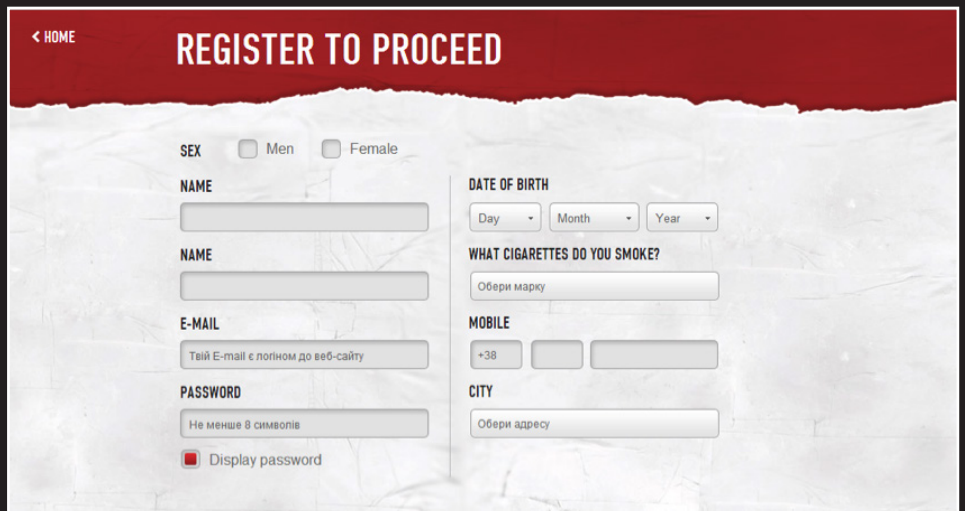 < HOME
REGISTER TO PROCEED
SEX
Men
Female
NAME
NAME
E-MAIL
Твій E-mail є логіном до веб-сайту
PASSWORD
Не менше 8 символів
Display password
DATE OF BIRTH
Day
Month
Year
WHAT CIGARETTES DO YOU SMOKE?
Обери марку
MOBILE
+38
CITY
Обери адресу